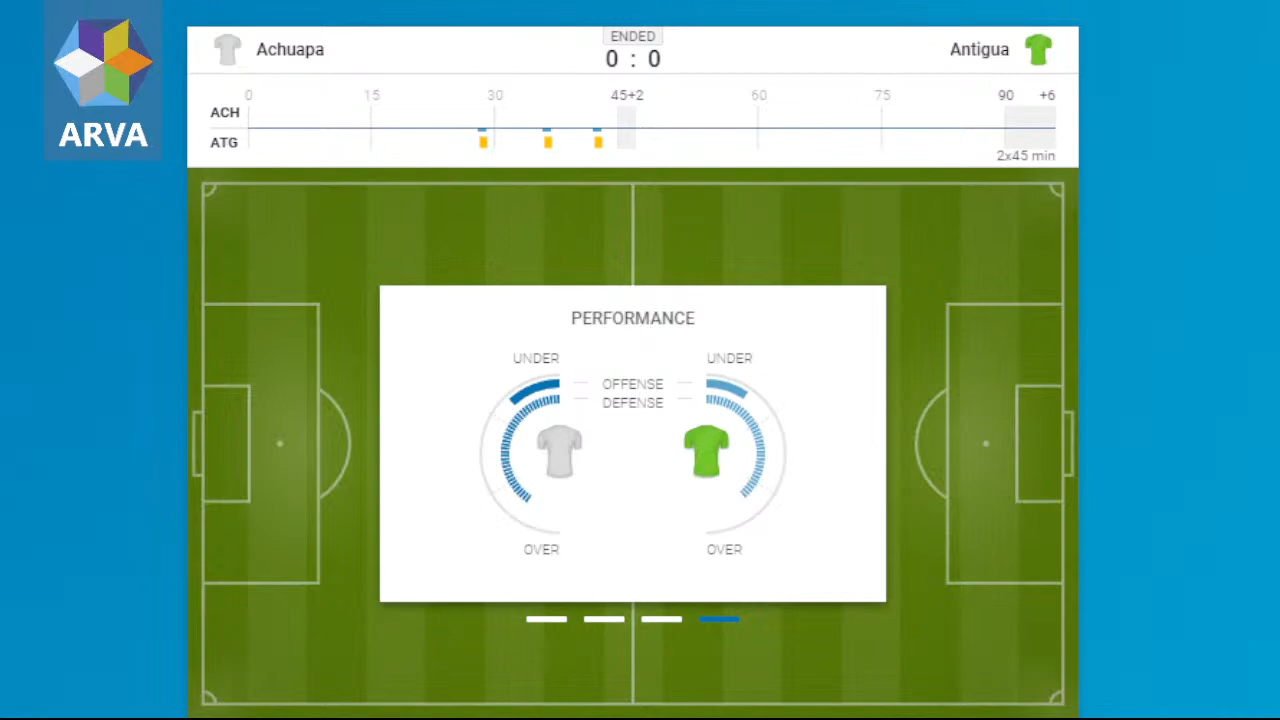 ARVA
Achuapa
ENDED
0 : 0
Antigua
0 15 30 45+2 60 75 90 +6
ACH
ATG
2x45 min
PERFORMANCE
UNDER UNDER
OFFENSE
DEFENSE
OVER OVER